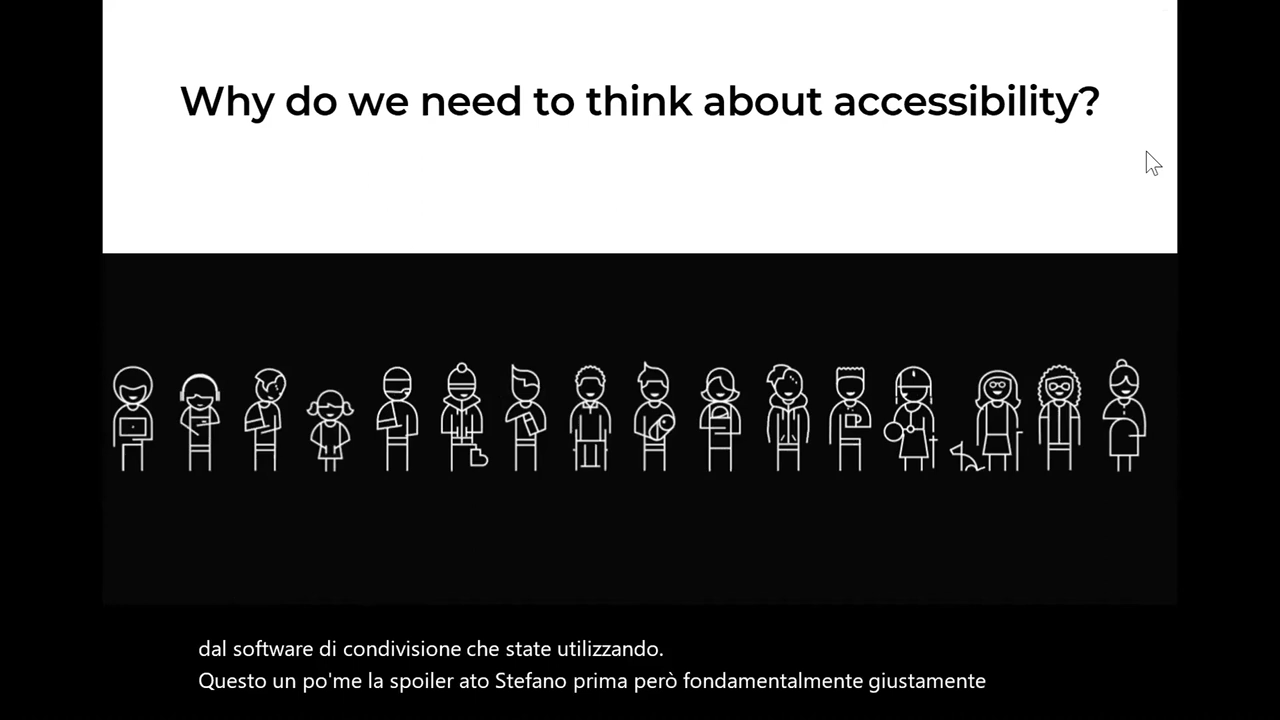 Why do we need to think about accessibility?
dal software di condivisione che state utilizzando.
Questo un po'me la spoiler ato Stefano prima però fondamentalmente giustamente